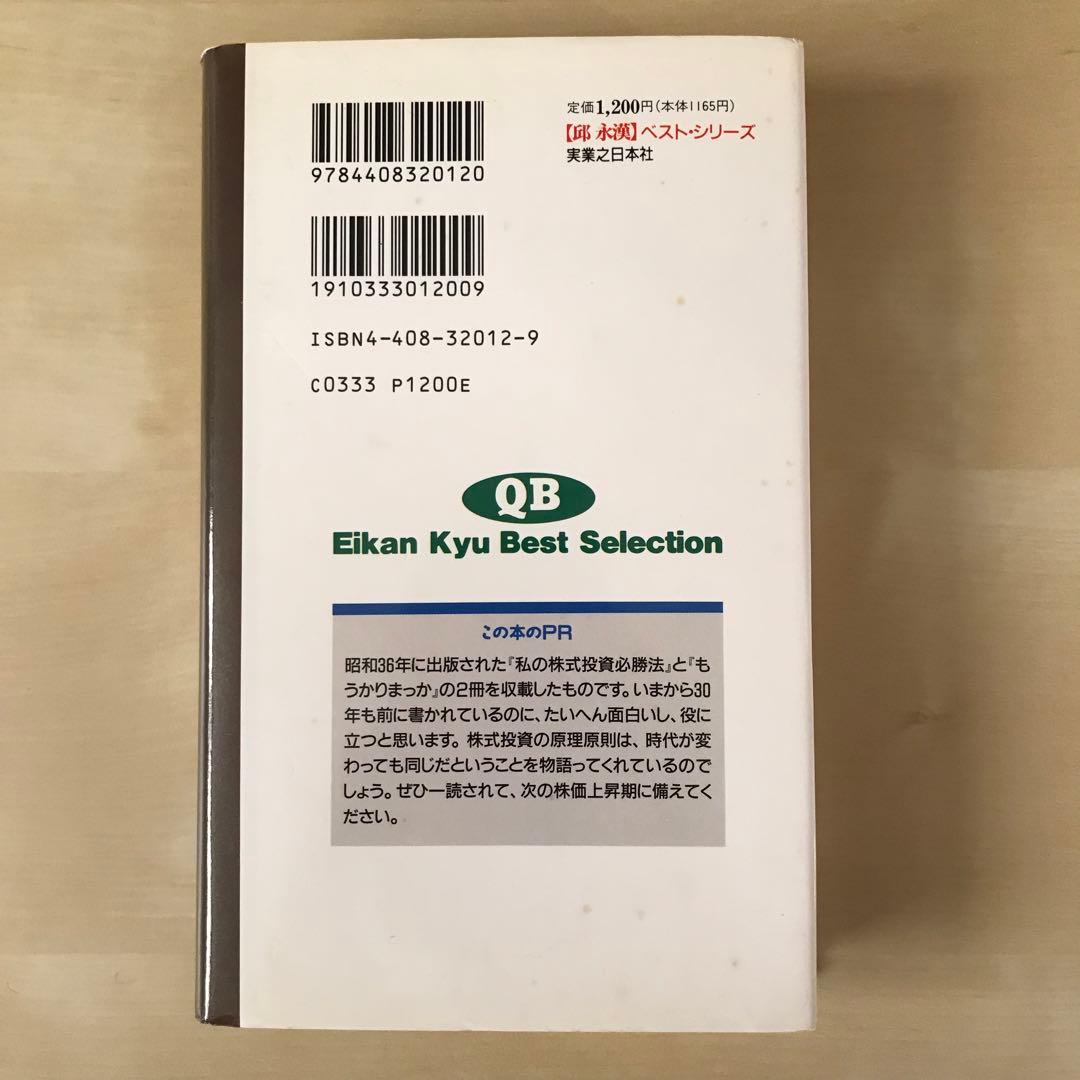 9784408320120
1910333012009
ISBN4-408-32012-9
C0333 P1200E
定価1,200円(本体1165円)
【邱 永漢】ベスト・シリーズ
実業之日本社
QB
Eikan Kyu Best Selection
この本のPR
昭和36年に出版された『私の株式投資必勝法』と『も
うかりまっか』の2冊を収載したものです。いまから30
年も前に書かれているのに、たいへん面白いし、役に
立つと思います。株式投資の原理原則は、時代が変
わっても同じだということを物語ってくれているので
しょう。ぜひ一読されて、次の株価上昇期に備えてく
ださい。